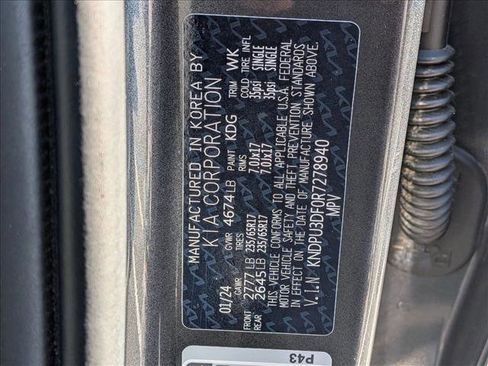 MANUFACTURED IN KOREA BY
KIA CORPORATION
01/24 GVWR 4674LB PAINT KDG TRIM WK
GAWR TIRES RIMS COLD TIRE INFL
FRONT 2777 LB 235/65R17 7.0Jx17 35psi SINGLE
REAR 2645LB 235/65R17 7.0Jx17 35psi SINGLE
THIS VEHICLE CONFORMS TO ALL APPLICABLE U.S.A. FEDERAL
MOTOR VEHICLE SAFETY AND THEFT PREVENTION STANDARDS
IN EFFECT ON THE DATE OF MANUFACTURE SHOWN ABOVE.
V.I.N. KNDPU3DF0R7278940
MPV
P43